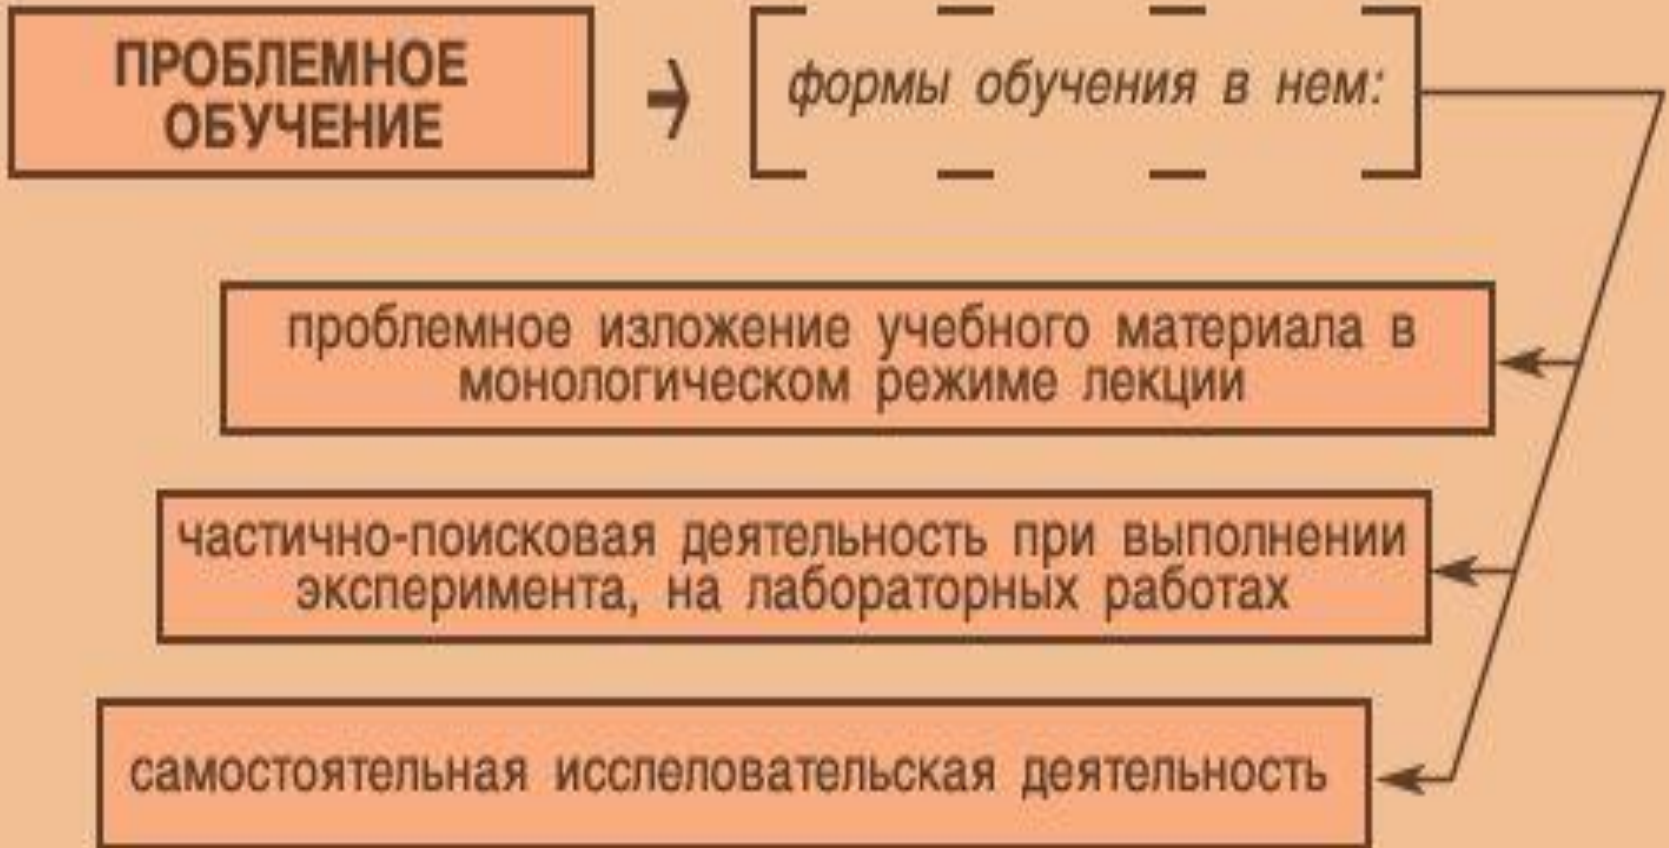 ПРОБЛЕМНОЕ
ОБУЧЕНИЕ
формы обучения в нем:
проблемное изложение учебного материала в
монологическом режиме лекции
частично-поисковая деятельность при выполнении
эксперимента, на лабораторных работах
самостоятельная исслеловательская деятельность